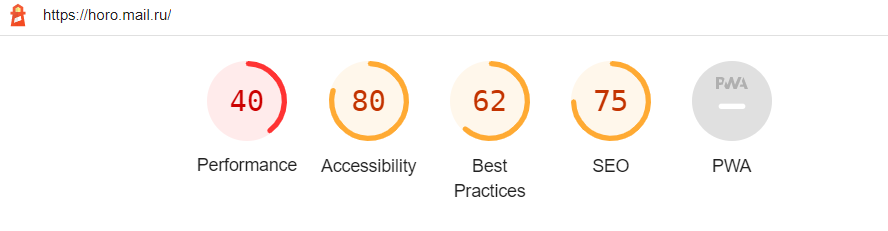 https://horo.mail.ru/
40 80 62 75 PWA
Performance Accessibility Best Practices SEO PWA